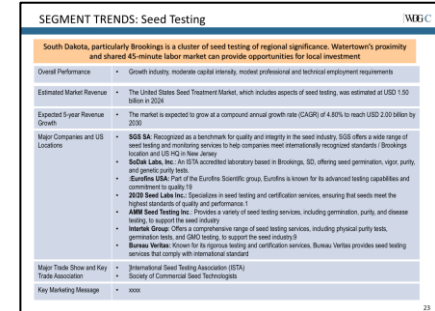 SEGMENT TRENDS: Seed Testing
South Dakota, particularly Brookings is a cluster of seed testing of regional significance. Watertown's proximity
and shared 45-minute labor market can provide opportunities for local investment
Overall Performance
• Growth industry, moderate capital intensity, modest professional and technical employment requirements
Estimated Market Revenue
• The United States Seed Treatment Market, which includes aspects of seed testing, was estimated at USD 1.50
billion in 2024
Expected 5-year Revenue
Growth
• The market is expected to grow at a compound annual growth rate (CAGR) of 4.80% to reach USD 2.00 billion by
2030
Major Companies and US
Locations
• SGS SA: Recognized as a benchmark for quality and integrity in the seed industry, SGS offers a wide range of
seed testing and monitoring services to help companies meet internationally recognized standards / Brookings
location and US HQ in New Jersey
• SoDak Labs, Inc.: An ISTA accredited laboratory based in Brookings, SD, offering seed germination, vigor, purity,
and genetic purity tests.
• :Eurofins USA: Part of the Eurofins Scientific group, Eurofins is known for its advanced testing capabilities and
commitment to quality.19
• 20/20 Seed Labs Inc.: Specializes in seed testing and certification services, ensuring that seeds meet the
highest standards of quality and performance.1
• AMM Seed Testing Inc.: Provides a variety of seed testing services, including germination, purity, and disease
testing, to support the seed industry
• Intertek Group: Offers a comprehensive range of seed testing services, including physical purity tests,
germination tests, and GMO testing, to support the seed industry.9
• Bureau Veritas: Known for its rigorous testing and certification services, Bureau Veritas provides seed testing
services that comply with international standard
Major Trade Show and Key
Trade Association
• ]International Seed Testing Association (ISTA)
• Society of Commercial Seed Technologists
Key Marketing Message
• xxxx
23